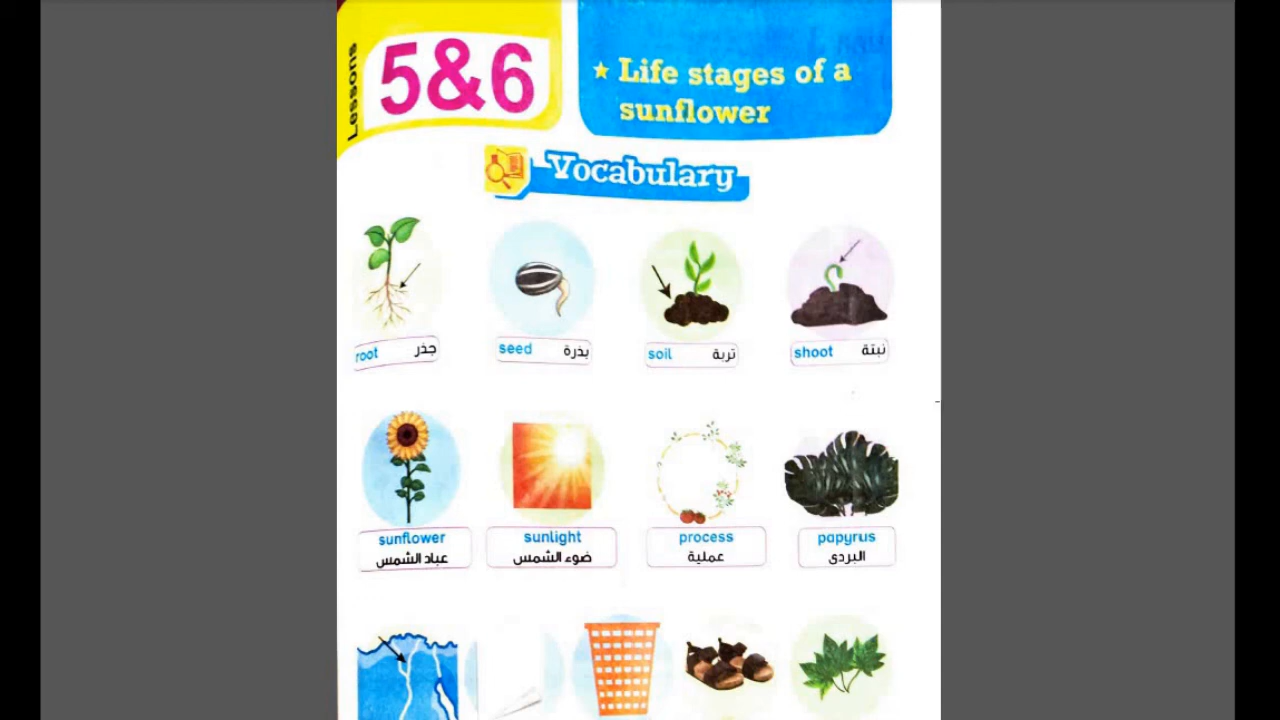 Lessons
5&6
★ Life stages of a
sunflower
Vocabulary
root جذر
seed بذرة
soil تربة
shoot نبتة
sunflower
عباد الشمس
sunlight
ضوء الشمس
process
عملية
papyrus
البردى